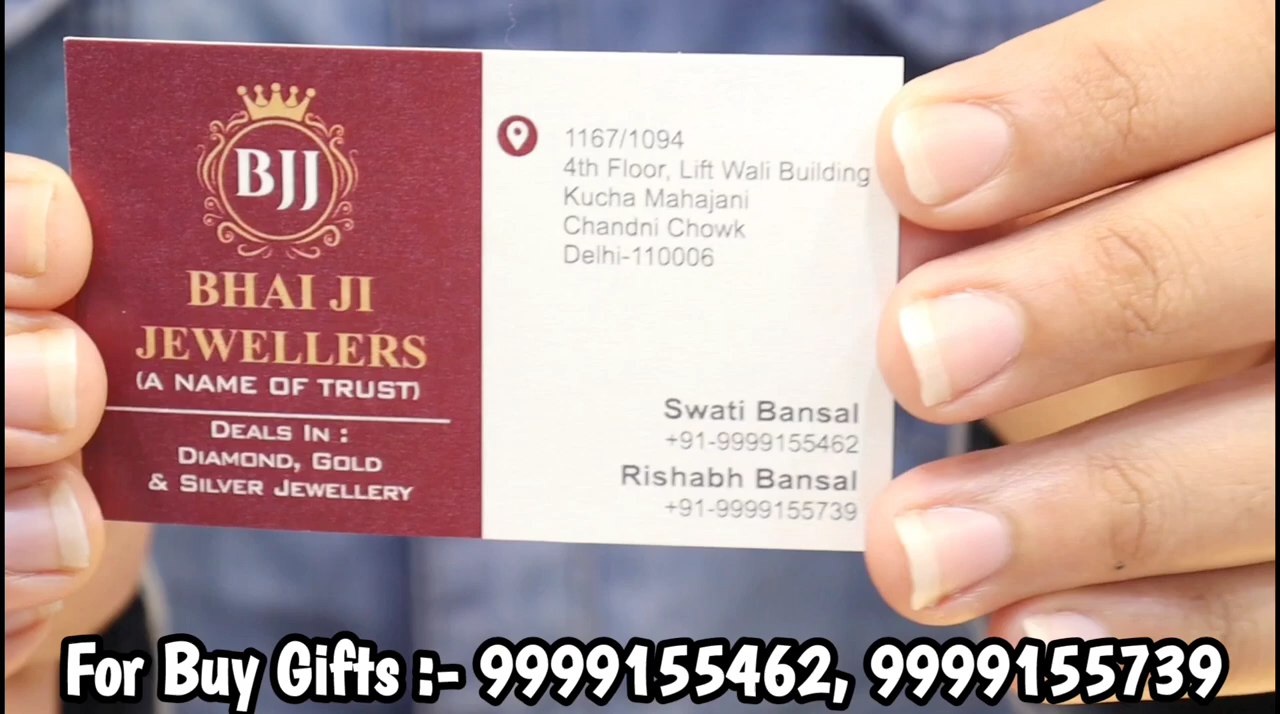 BJJ
BHAI JI
JEWELLERS
(A NAME OF TRUST)
DEALS IN :
DIAMOND, GOLD
& SILVER JEWELLERY
1167/1094
4th Floor, Lift Wali Building
Kucha Mahajani
Chandni Chowk
Delhi-110006
Swati Bansal
+91-9999155462
Rishabh Bansal
+91-9999155739
For Buy Gifts :- 9999155462, 9999155739